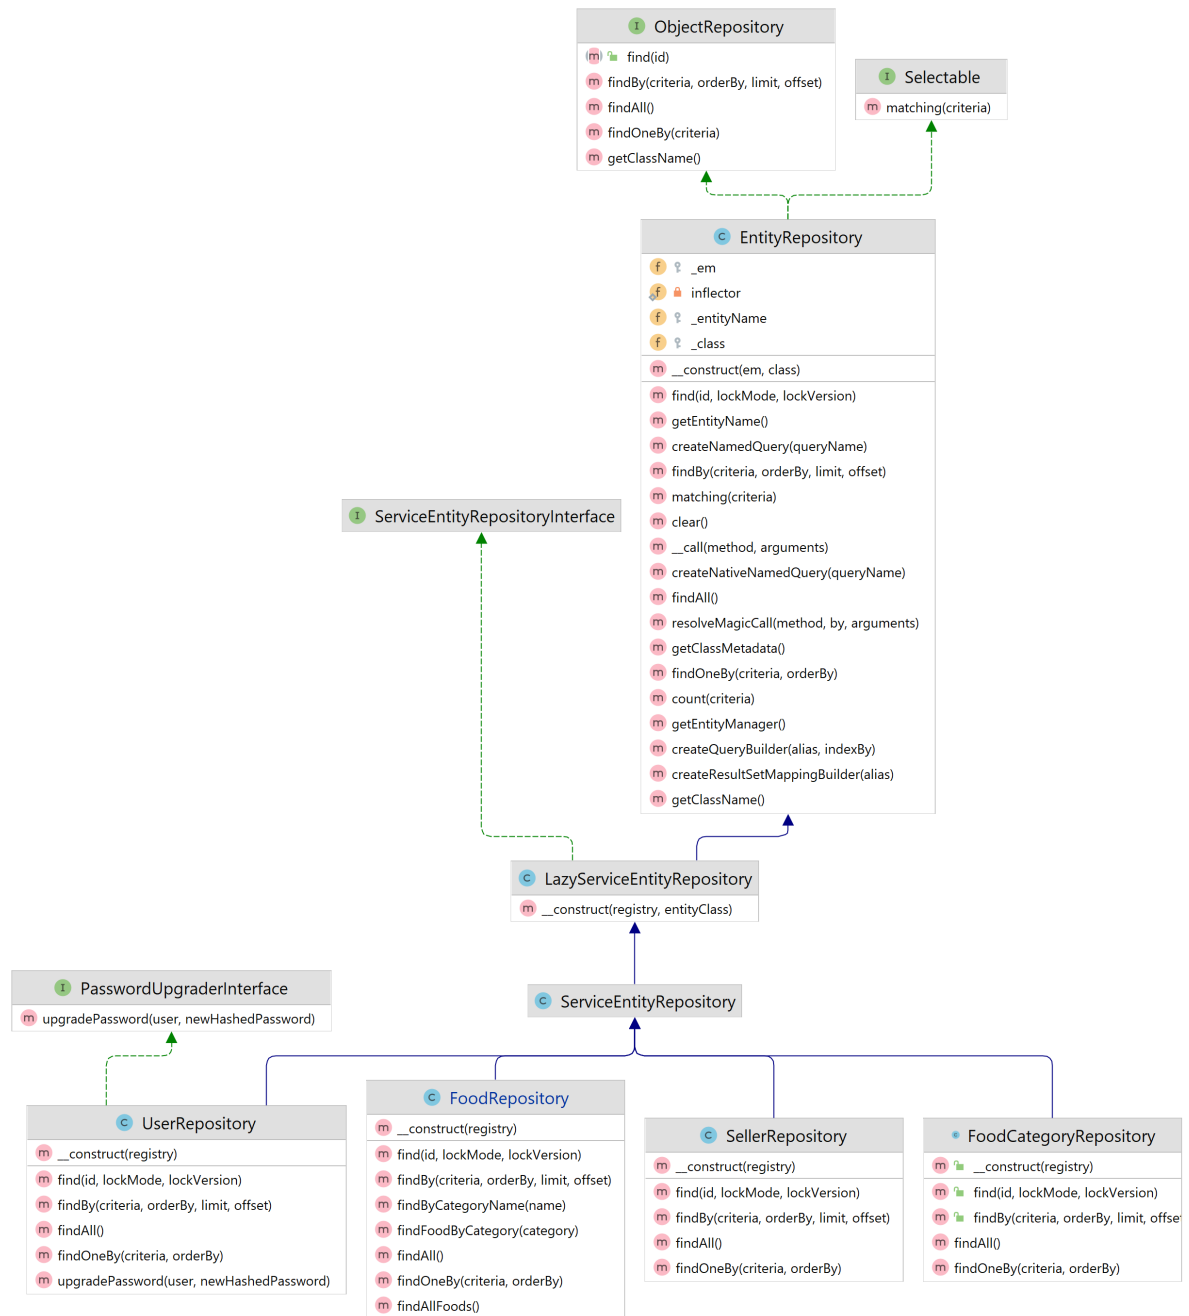 ObjectRepository
find(id)
findBy(criteria, orderBy, limit, offset)
findAll()
findOneBy(criteria)
getClassName()
Selectable
matching(criteria)
EntityRepository
_em
inflector
_entityName
_class
__construct(em, class)
find(id, lockMode, lockVersion)
getEntityName()
createNamedQuery(queryName)
findBy(criteria, orderBy, limit, offset)
matching(criteria)
clear()
__call(method, arguments)
createNativeNamedQuery(queryName)
findAll()
resolveMagicCall(method, by, arguments)
getClassMetadata()
findOneBy(criteria, orderBy)
count(criteria)
getEntityManager()
createQueryBuilder(alias, indexBy)
createResultSetMappingBuilder(alias)
getClassName()
ServiceEntityRepositoryInterface
LazyServiceEntityRepository
__construct(registry, entityClass)
ServiceEntityRepository
PasswordUpgraderInterface
upgradePassword(user, newHashedPassword)
UserRepository
__construct(registry)
find(id, lockMode, lockVersion)
findBy(criteria, orderBy, limit, offset)
findAll()
findOneBy(criteria, orderBy)
upgradePassword(user, newHashedPassword)
FoodRepository
__construct(registry)
find(id, lockMode, lockVersion)
findBy(criteria, orderBy, limit, offset)
findByCategoryName(name)
findFoodByCategory(category)
findAll()
findOneBy(criteria, orderBy)
findAllFoods()
SellerRepository
__construct(registry)
find(id, lockMode, lockVersion)
findBy(criteria, orderBy, limit, offset)
findAll()
findOneBy(criteria, orderBy)
FoodCategoryRepository
__construct(registry)
find(id, lockMode, lockVersion)
findBy(criteria, orderBy, limit, offse
findAll()
findOneBy(criteria, orderBy)